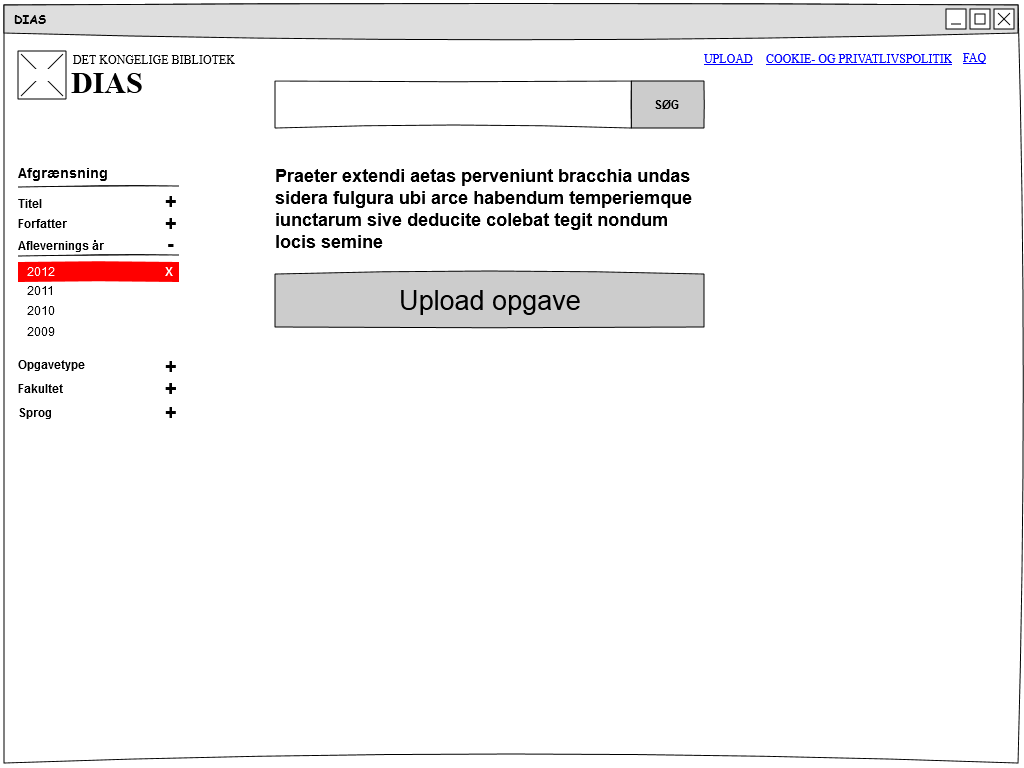 DIAS
DET KONGELIGE BIBLIOTEK
DIAS
UPLOAD COOKIE- OG PRIVATLIVSPOLITIK FAQ
SØG
Afgrænsning
Titel +
Forfatter +
Aflevernings år -
2012 X
2011
2010
2009
Opgavetype +
Fakultet +
Sprog +
Praeter extendi aetas perveniunt bracchia undas
sidera fulgura ubi arce habendum temperiemque
iunctarum sive deducite colebat tegit nondum
locis semine
Upload opgave